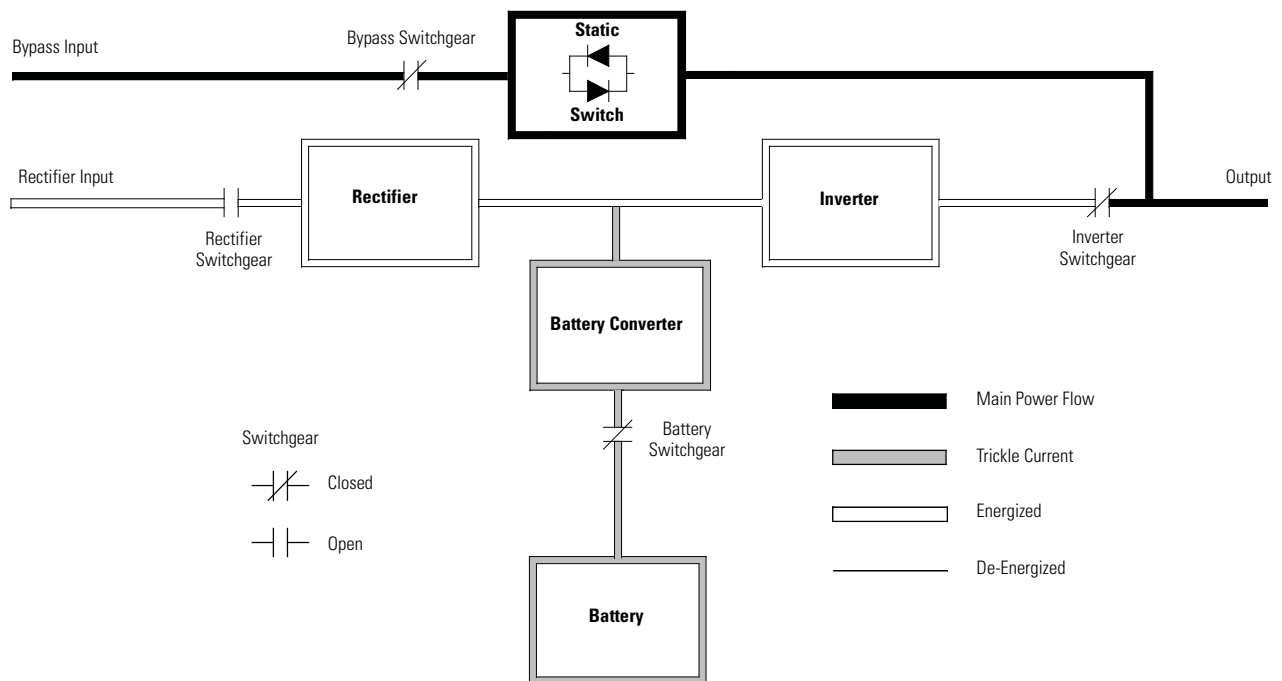 Bypass Input
Bypass Switchgear
Static
Switch
Rectifier Input
Rectifier
Switchgear
Rectifier
Inverter
Inverter
Switchgear
Output
Battery Converter
Battery
Switchgear
Battery
Switchgear
Closed
Open
Main Power Flow
Trickle Current
Energized
De-Energized